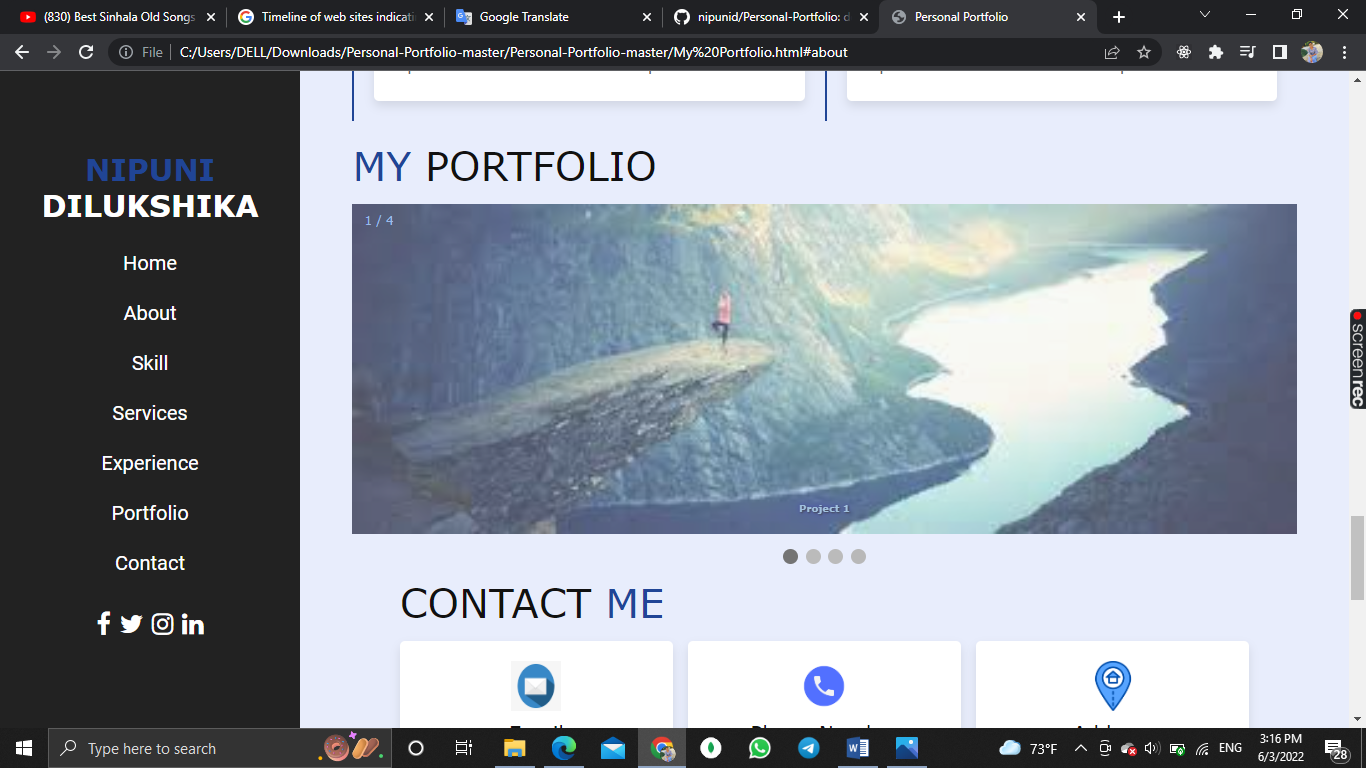 (830) Best Sinhala Old Songs
Timeline of web sites indicati
Google Translate
nipunid/Personal-Portfolio: d
Personal Portfolio
File
C:/Users/DELL/Downloads/Personal-Portfolio-master/Personal-Portfolio-master/My%20Portfolio.html#about
NIPUNI
DILUKSHIKA
Home
About
Skill
Services
Experience
Portfolio
Contact
MY PORTFOLIO
1 / 4
Project 1
CONTACT ME
screenrec
Type here to search
73°F
ENG
3:16 PM
6/3/2022
28